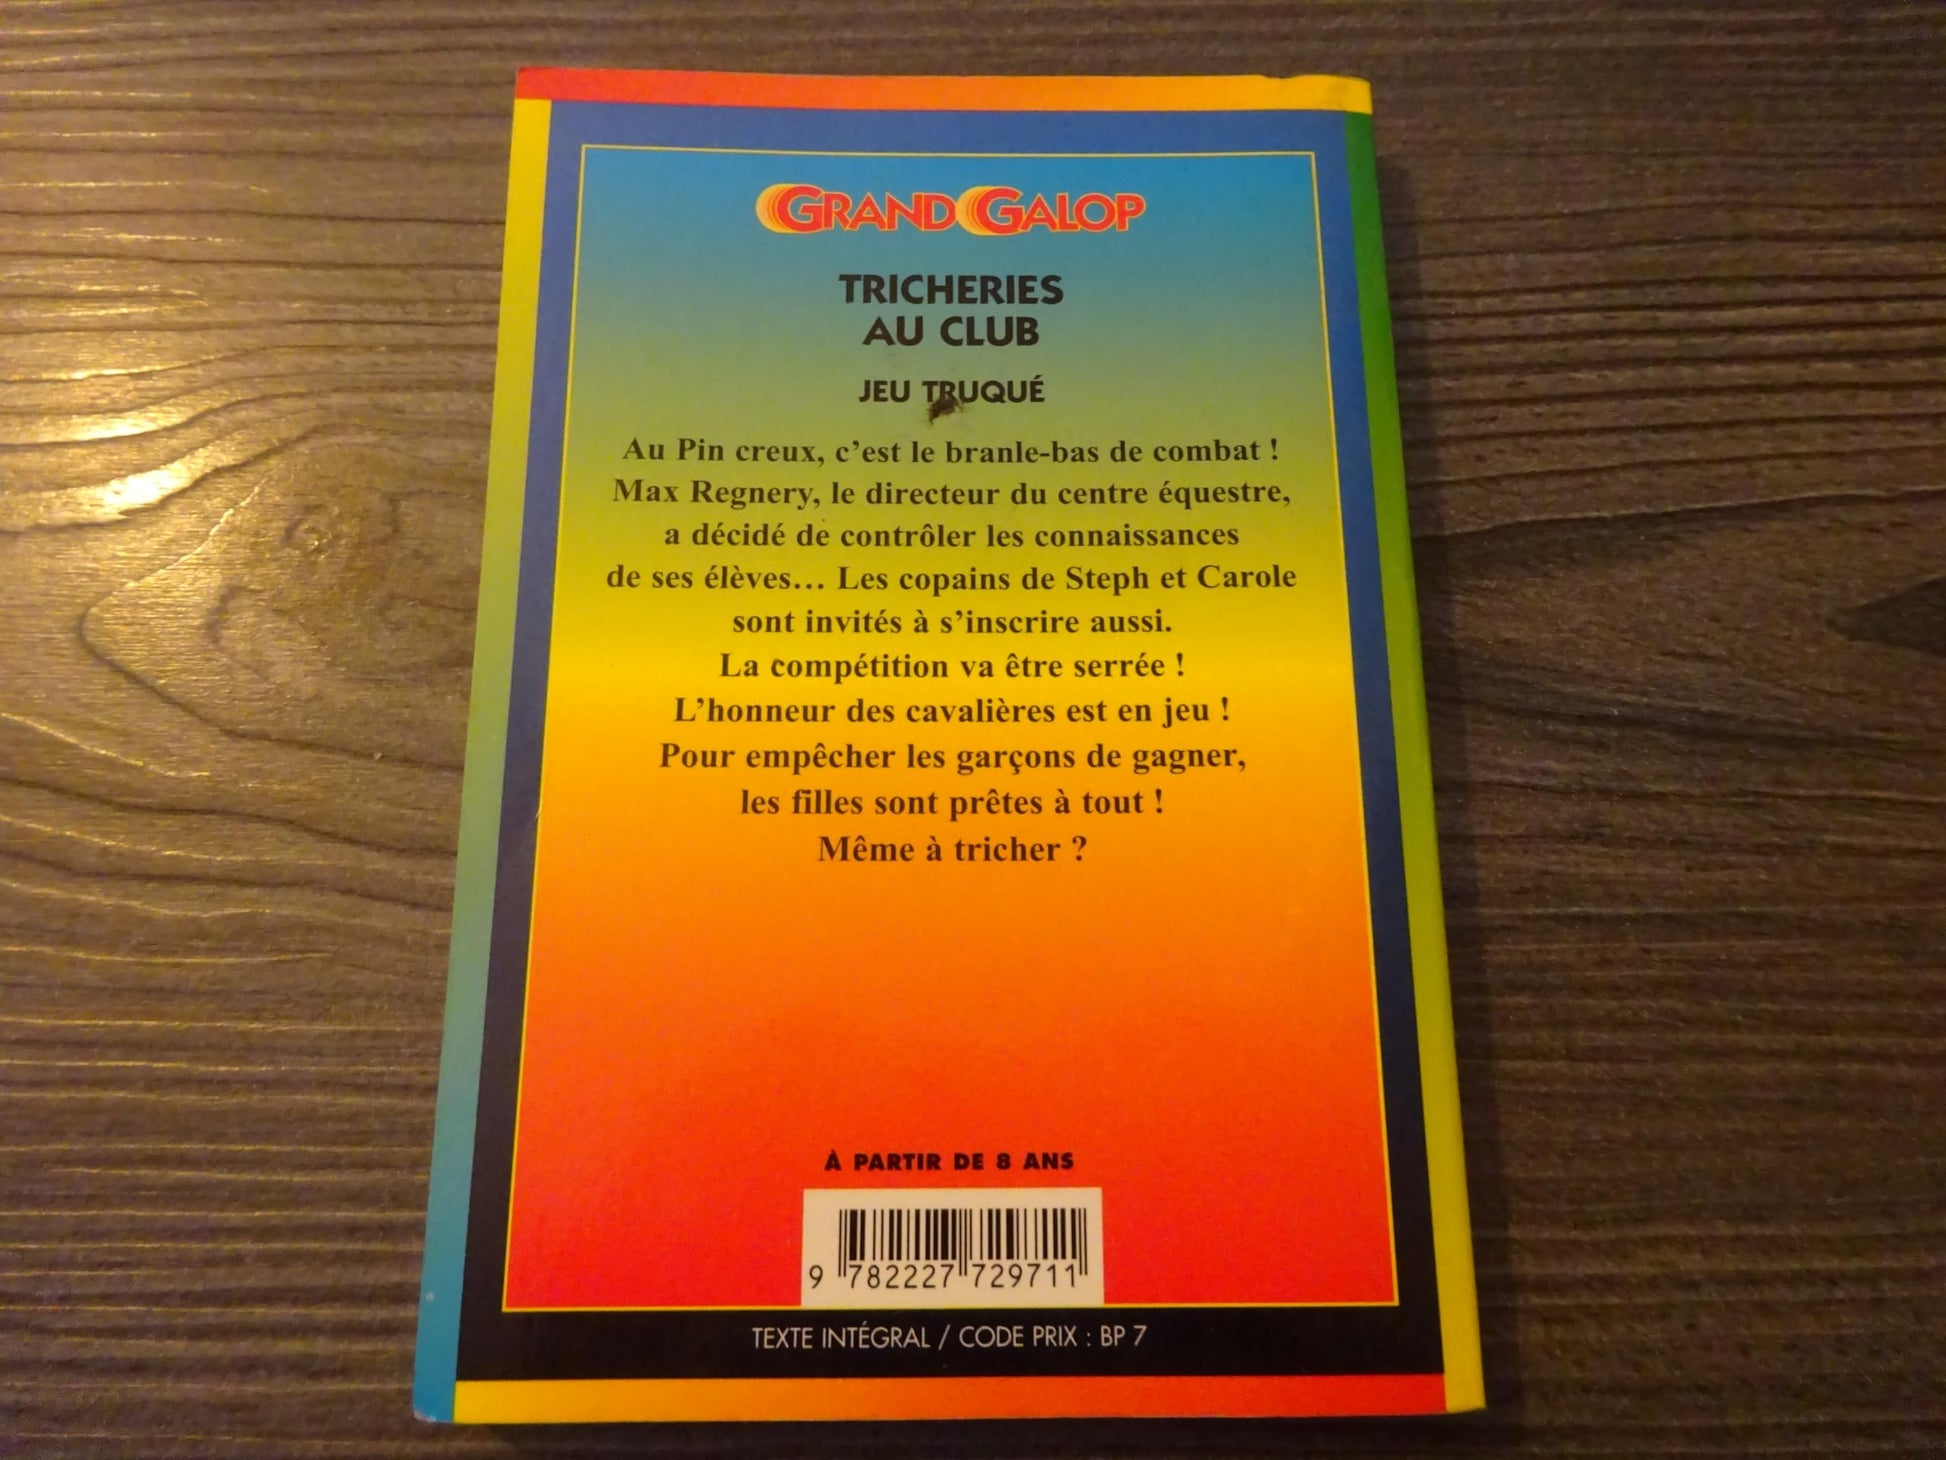 GRAND GALOP
TRICHERIES
AU CLUB
JEU TRUQUÉ
Au Pin creux, c’est le branle-bas de combat !
Max Regnery, le directeur du centre équestre,
a décidé de contrôler les connaissances
de ses élèves… Les copains de Steph et Carole
sont invités à s’inscrire aussi.
La compétition va être serrée !
L’honneur des cavalières est en jeu !
Pour empêcher les garçons de gagner,
les filles sont prêtes à tout !
Même à tricher ?
À PARTIR DE 8 ANS
9 782227 729711
TEXTE INTÉGRAL / CODE PRIX : BP 7